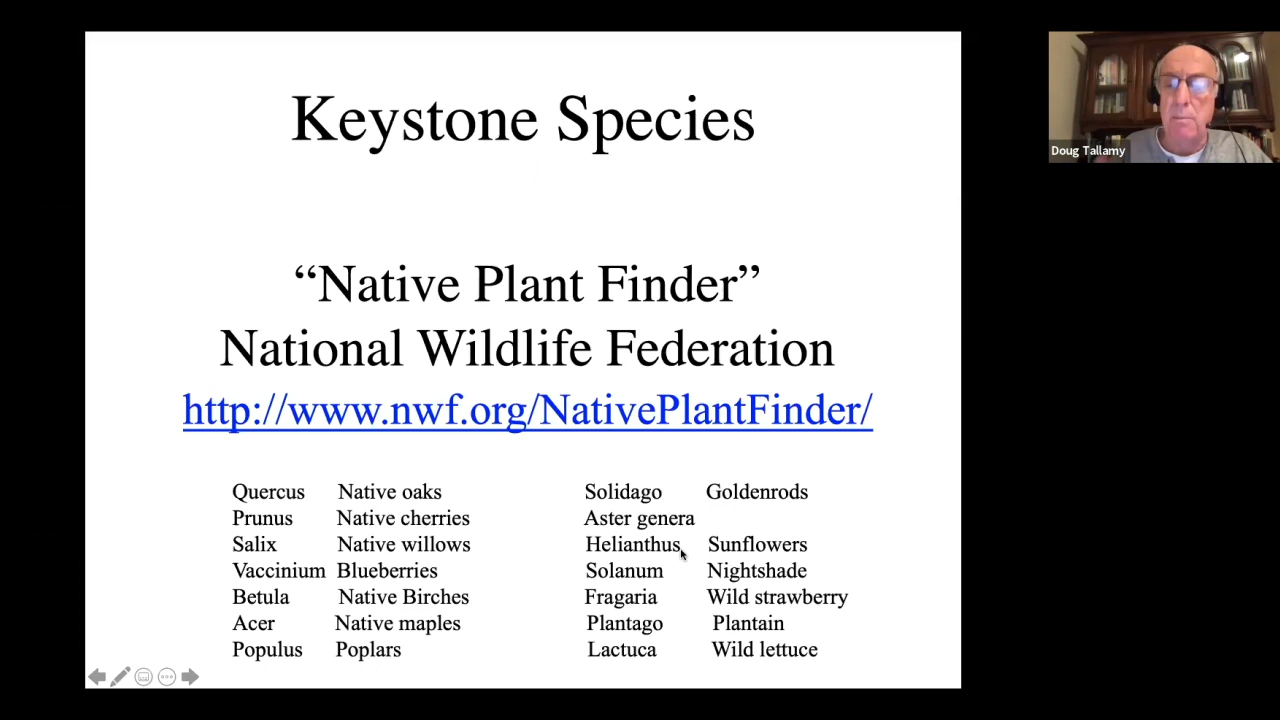 Keystone Species
“Native Plant Finder”
National Wildlife Federation
http://www.nwf.org/NativePlantFinder/
Quercus Native oaks
Prunus Native cherries
Salix Native willows
Vaccinium Blueberries
Betula Native Birches
Acer Native maples
Populus Poplars
Solidago Goldenrods
Aster genera
Helianthus Sunflowers
Solanum Nightshade
Fragaria Wild strawberry
Plantago Plantain
Lactuca Wild lettuce
Doug Tallamy